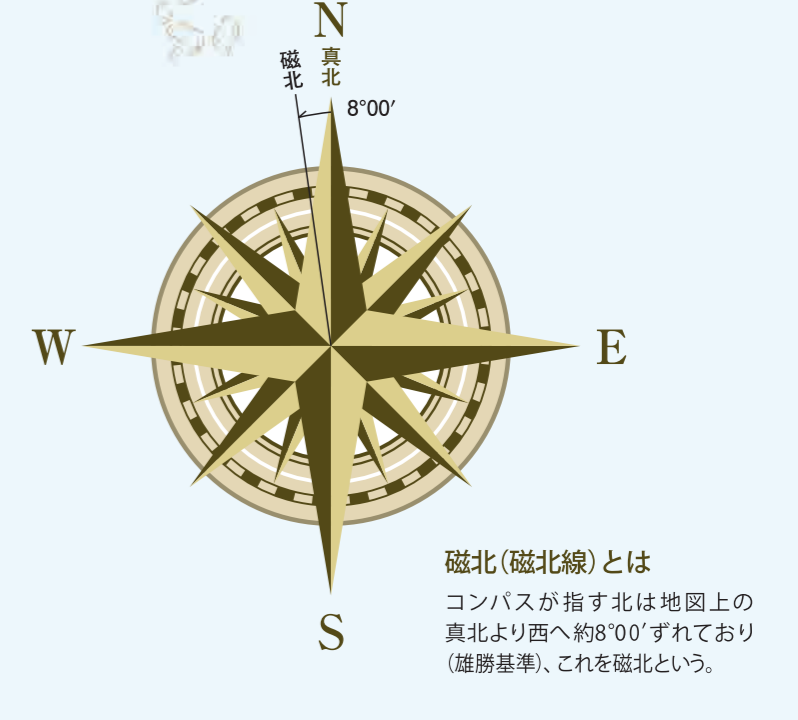 N
真北
磁北
8°00′
W
E
S
磁北（磁北線）とは
コンパスが指す北は地図上の
真北より西へ約8°00′ずれており
（雄勝基準）、これを磁北という。